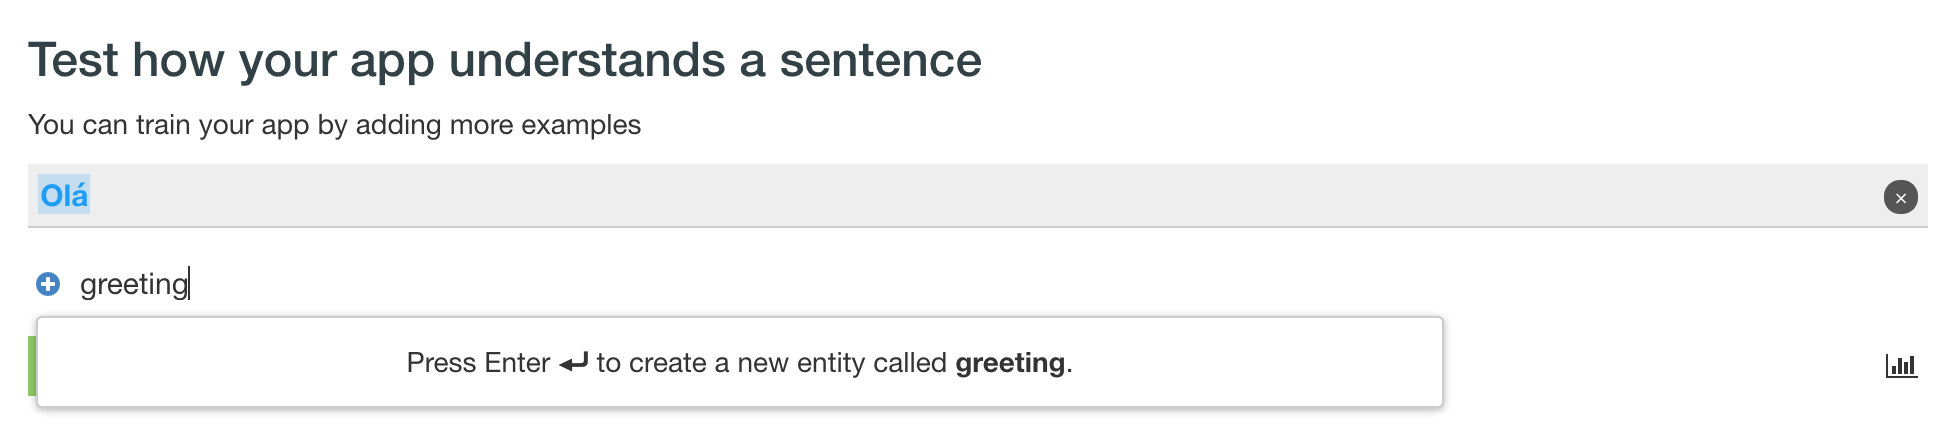 Test how your app understands a sentence
You can train your app by adding more examples
Olá
greeting
Press Enter to create a new entity called greeting.